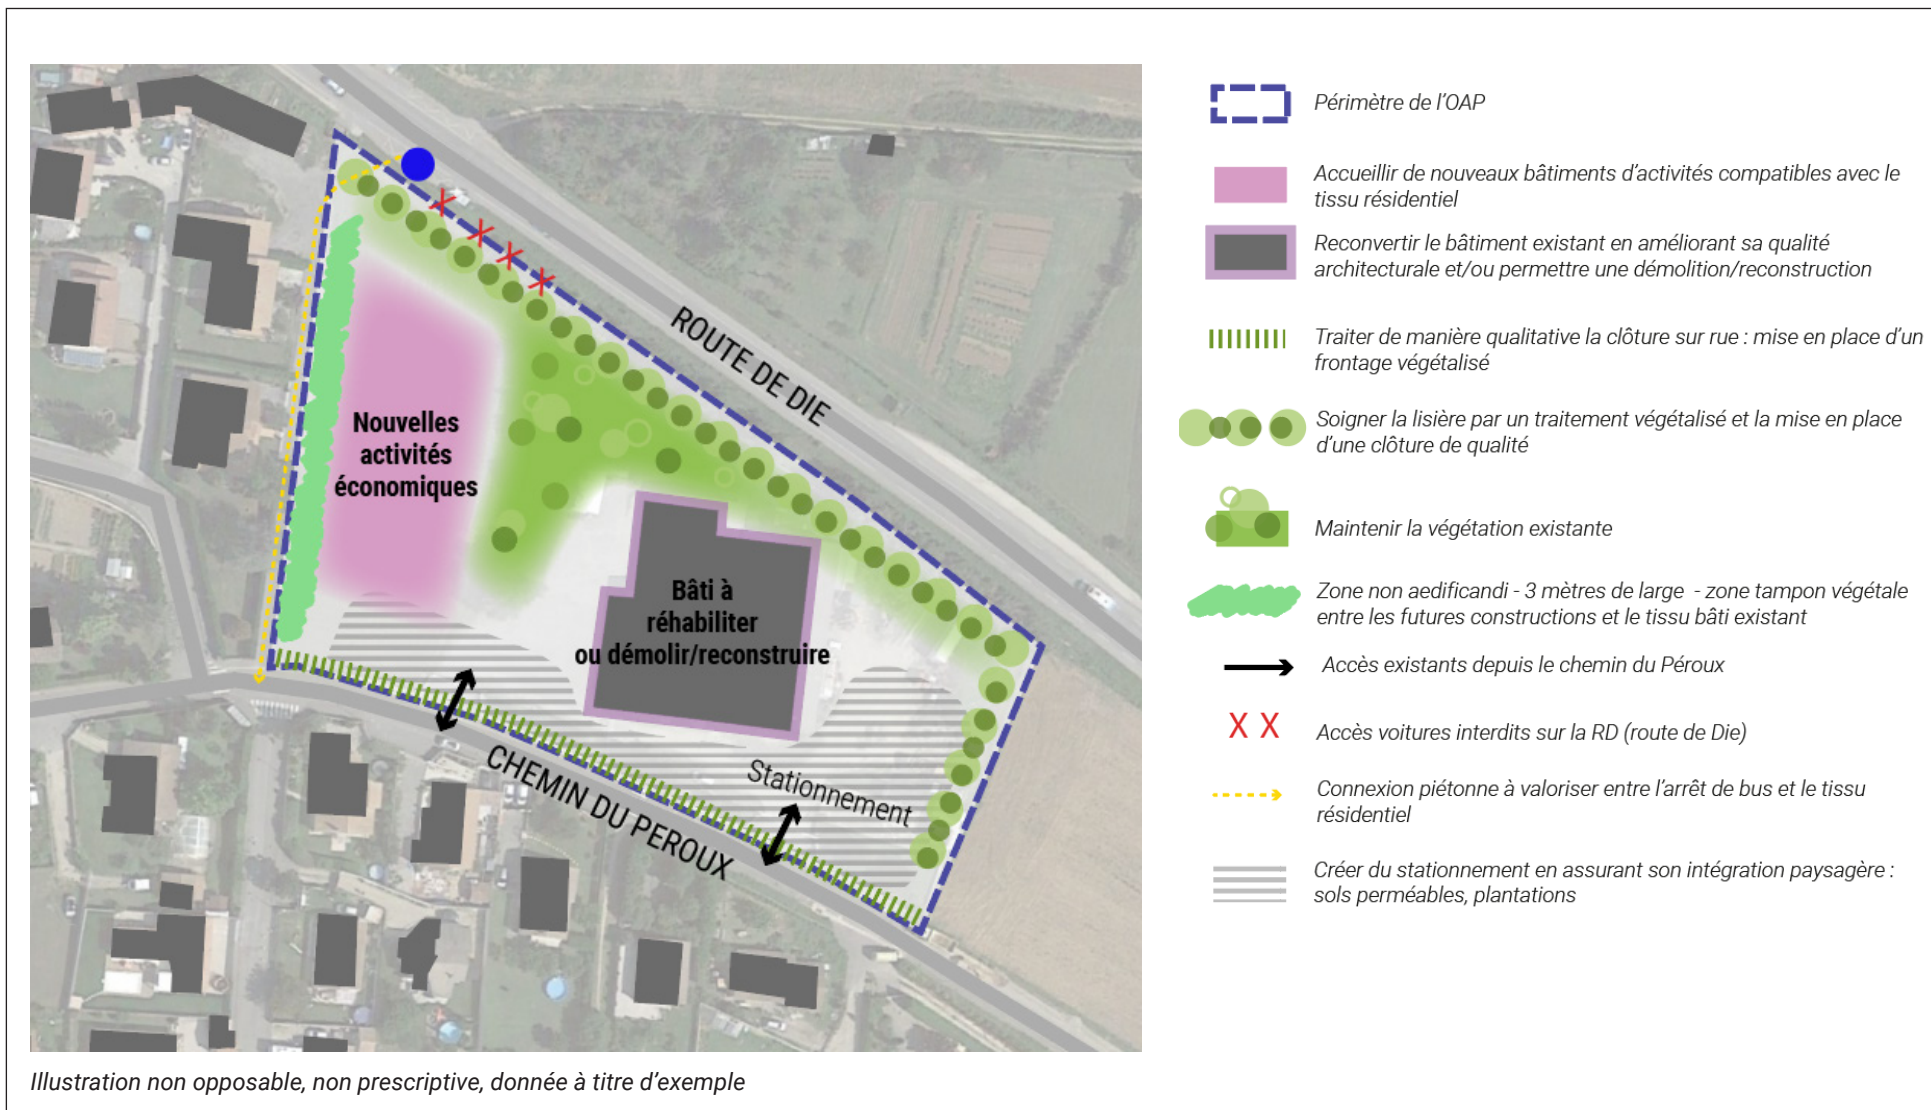 ROUTE DE DIE
Nouvelles
activités
économiques
Bâti à
réhabiliter
ou démolir/reconstruire
Stationnement
CHEMIN DU PEROUX
Illustration non opposable, non prescriptive, donnée à titre d'exemple
Périmètre de l'OAP
Accueillir de nouveaux bâtiments d'activités compatibles avec le
tissu résidentiel
Reconvertir le bâtiment existant en améliorant sa qualité
architecturale et/ou permettre une démolition/reconstruction
Traiter de manière qualitative la clôture sur rue : mise en place d'un
frontage végétalisé
Soigner la lisière par un traitement végétalisé et la mise en place
d'une clôture de qualité
Maintenir la végétation existante
Zone non aedificandi - 3 mètres de large - zone tampon végétale
entre les futures constructions et le tissu bâti existant
Accès existants depuis le chemin du Péroux
Accès voitures interdits sur la RD (route de Die)
Connexion piétonne à valoriser entre l'arrêt de bus et le tissu
résidentiel
Créer du stationnement en assurant son intégration paysagère :
sols perméables, plantations